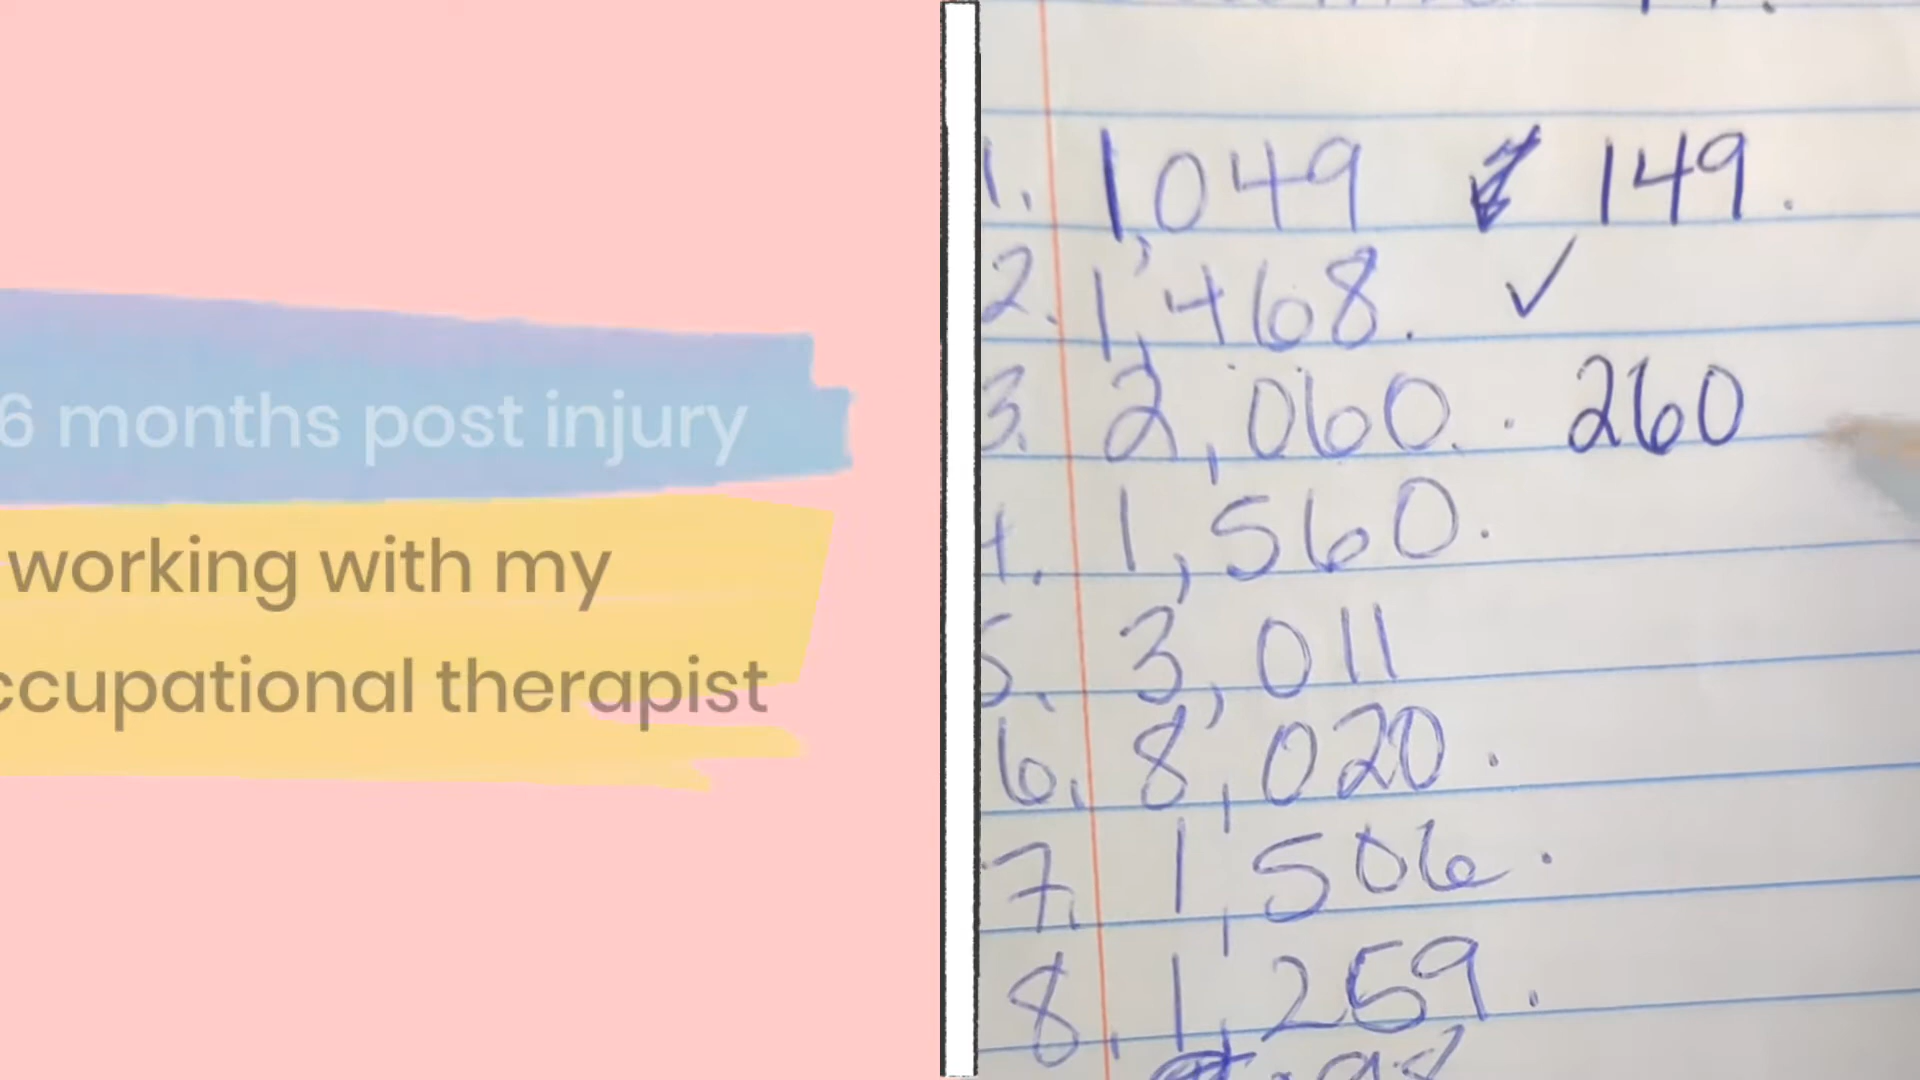 6 months post injury
working with my
ccupational therapist
1. 1,049 149.
2. 1,468. ✓
3. 2,060. 260
4. 1,560.
5. 3,011
6. 8,020.
7. 1,506.
8. 1,259.